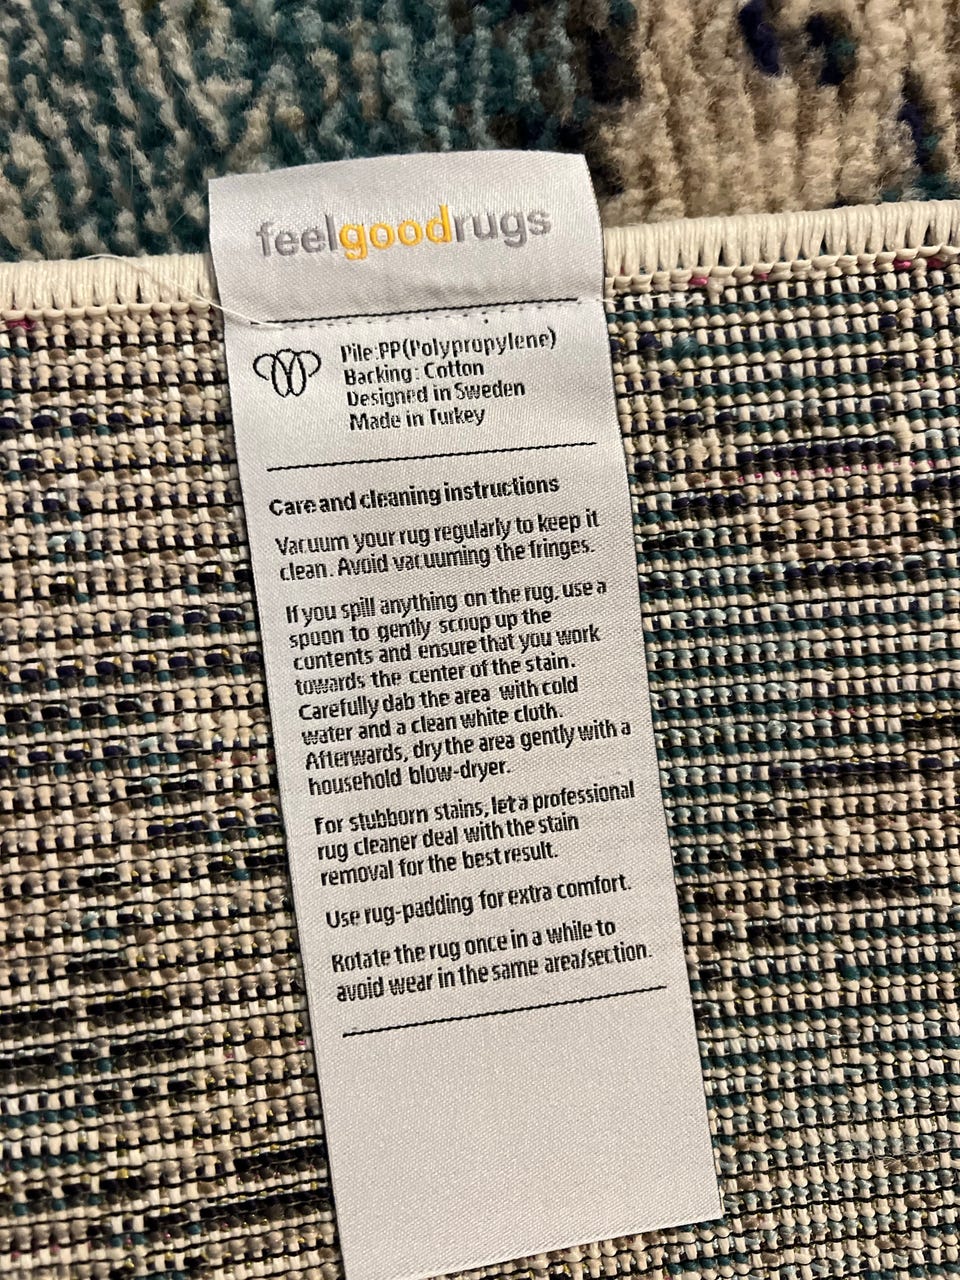 feelgoodrugs
Pile:PP(Polypropylene)
Backing: Cotton
Designed in Sweden
Made in Turkey
Care and cleaning instructions
Vacuum your rug regularly to keep it
clean. Avoid vacuuming the fringes.
If you spill anything on the rug, use a
spoon to gently scoop up the
contents and ensure that you work
towards the center of the stain.
Carefully dab the area with cold
water and a clean white cloth.
Afterwards, dry the area gently with a
household blow-dryer.
For stubborn stains, let a professional
rug cleaner deal with the stain
removal for the best result.
Use rug-padding for extra comfort.
Rotate the rug once in a while to
avoid wear in the same area/section.